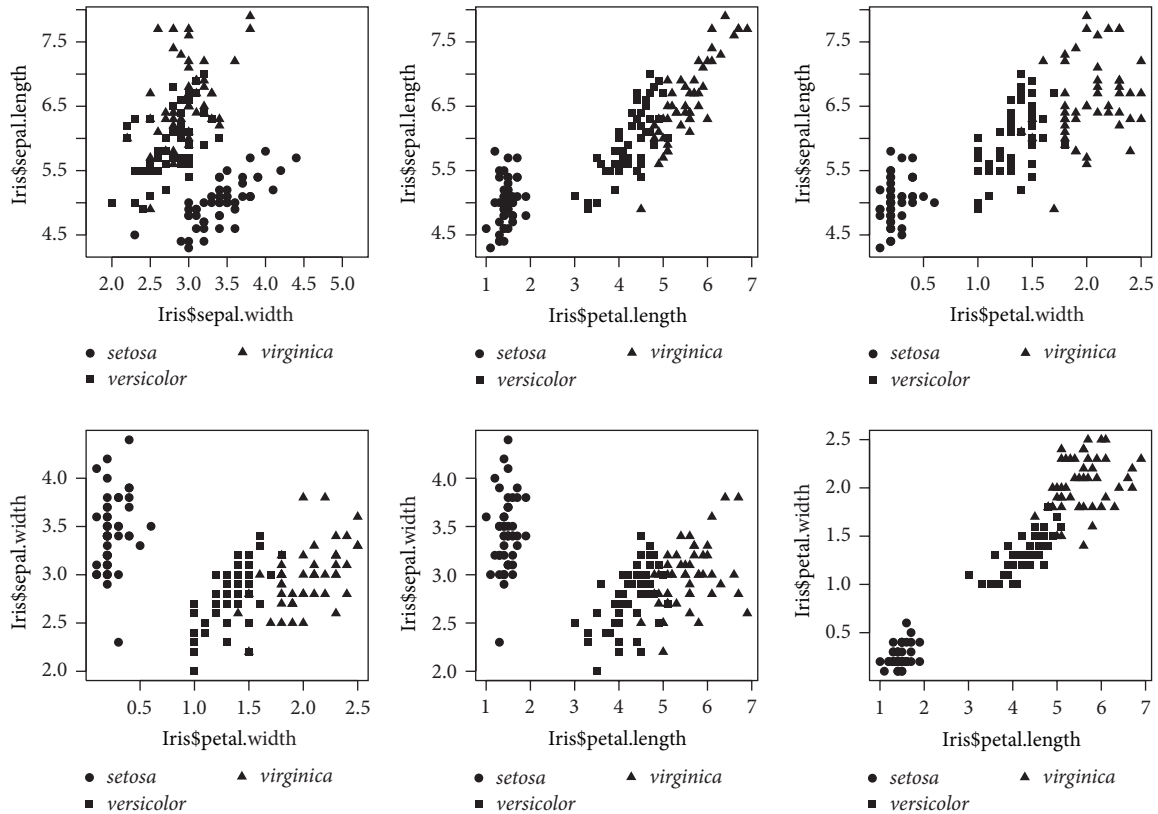 Iris$sepal.length
7.5
6.5
5.5
4.5
2.0 2.5 3.0 3.5 4.0 4.5 5.0
Iris$sepal.width
setosa virginica
versicolor
Iris$sepal.length
7.5
6.5
5.5
4.5
1 2 3 4 5 6 7
Iris$petal.length
setosa virginica
versicolor
Iris$sepal.length
7.5
6.5
5.5
4.5
0.5 1.0 1.5 2.0 2.5
Iris$petal.width
setosa virginica
versicolor
Iris$sepal.width
4.0
3.5
3.0
2.5
2.0
0.5 1.0 1.5 2.0 2.5
Iris$petal.width
setosa virginica
versicolor
Iris$sepal.width
4.0
3.5
3.0
2.5
2.0
1 2 3 4 5 6 7
Iris$petal.length
setosa virginica
versicolor
Iris$petal.width
2.5
2.0
1.5
1.0
0.5
1 2 3 4 5 6 7
Iris$petal.length
setosa virginica
versicolor